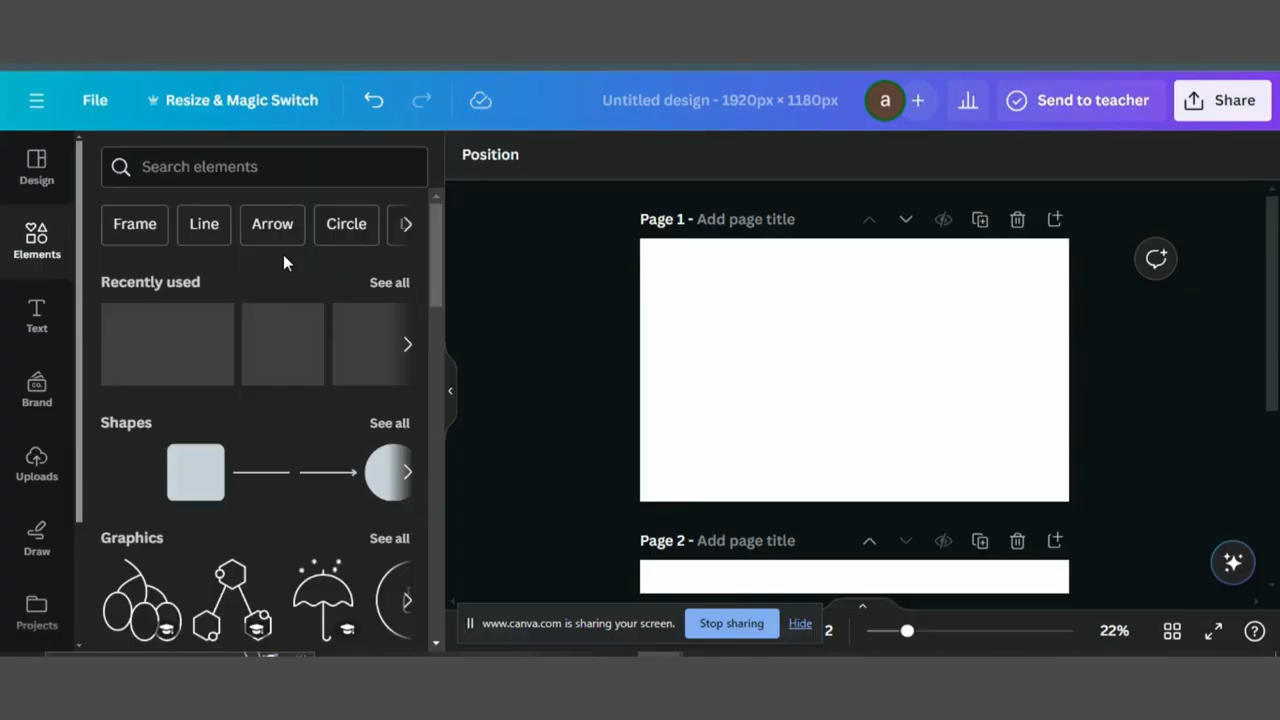 File
Resize & Magic Switch
Untitled design - 1920px × 1180px
a
Send to teacher
Share
Design
Elements
Text
Brand
Uploads
Draw
Projects
Search elements
Frame
Line
Arrow
Circle
Recently used
See all
Shapes
See all
Graphics
See all
Position
Page 1 - Add page title
Page 2 - Add page title
www.canva.com is sharing your screen.
Stop sharing
Hide
2
22%